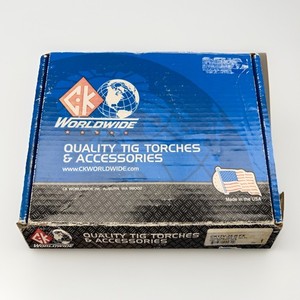 CK
WORLDWIDE
QUALITY TIG TORCHES
& ACCESSORIES
www.CKWORLDWIDE.com
Made in the USA
CK
WORLDWIDE
QUALITY TIG TORCHES
& ACCESSORIES